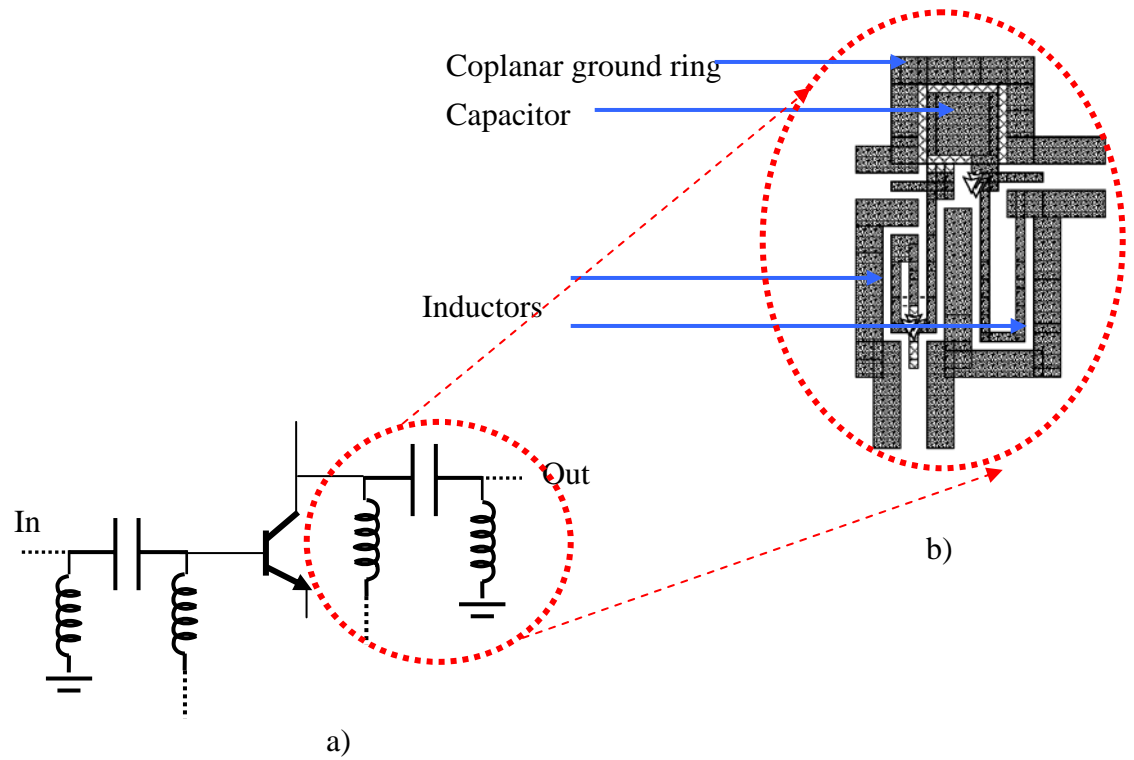 Coplanar ground ring
Capacitor
Inductors
Out
In
b)
a)